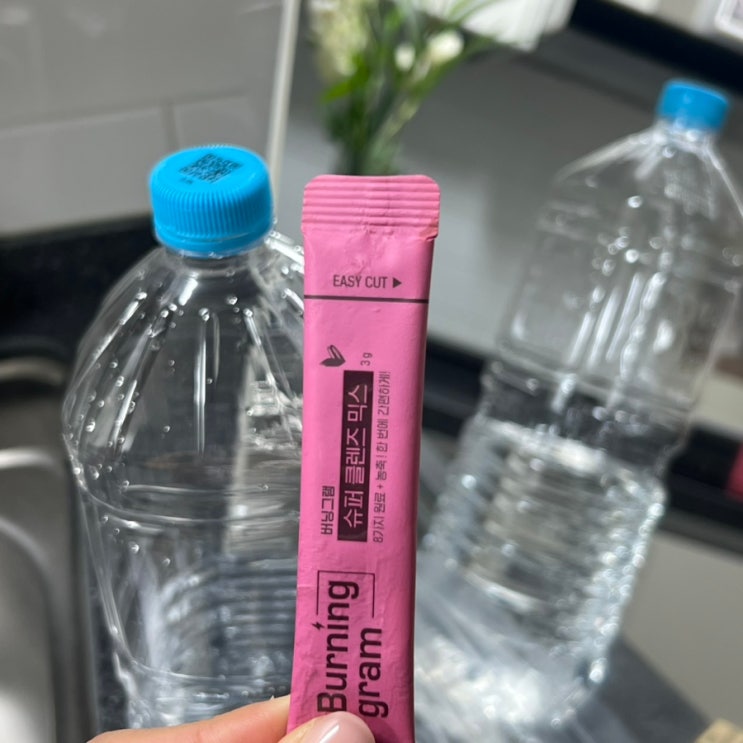 EASY CUT ▶
3g
버닝그램
슈퍼 클렌즈 믹스
8가지 원료 + 농축! 한 번에 간편하게!
Burning
gram